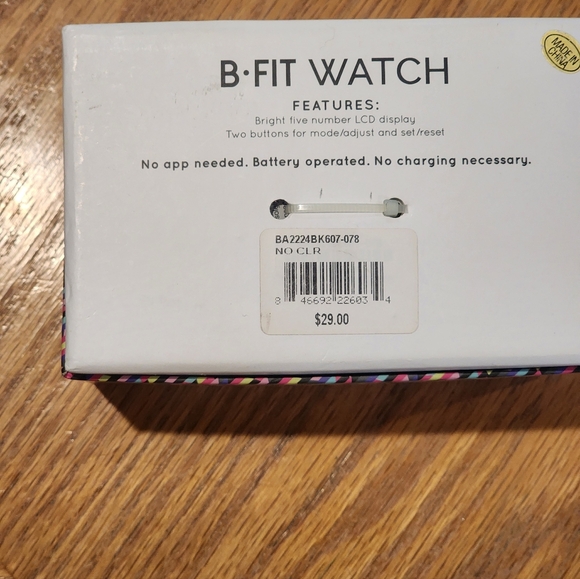 MADE IN
CHINA
B·FIT WATCH
FEATURES:
Bright five number LCD display
Two buttons for mode/adjust and set/reset
No app needed. Battery operated. No charging necessary.
BA2224BK607-078
NO CLR
8 46692 22603 4
$29.00